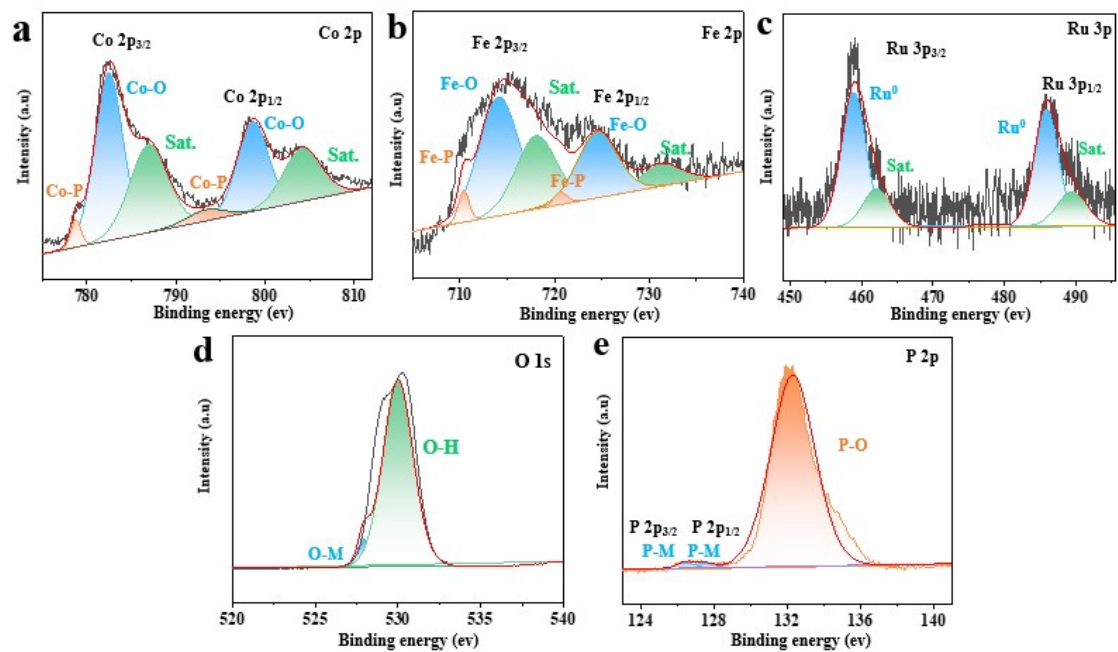 a
Co 2p3/2
Co 2p
Co-O
Co 2p1/2
Co-O
Sat.
Sat.
Co-P
Co-P
Intensity (a.u)
780 790 800 810
Binding energy (ev)
b
Fe 2p3/2
Fe 2p
Fe-O
Sat.
Fe 2p1/2
Fe-O
Fe-P
Fe-P
Sat.
Intensity (a.u)
710 720 730 740
Binding energy (ev)
c
Ru 3p
Ru 3p3/2
Ru 3p1/2
Ru⁰
Ru⁰
Sat.
Sat.
Intensity (a.u)
450 460 470 480 490
Binding energy (ev)
d
O 1s
O-H
O-M
Intensity (a.u)
520 525 530 535 540
Binding energy (ev)
e
P 2p
P-O
P 2p3/2 P 2p1/2
P-M P-M
Intensity (a.u)
124 128 132 136 140
Binding energy (ev)